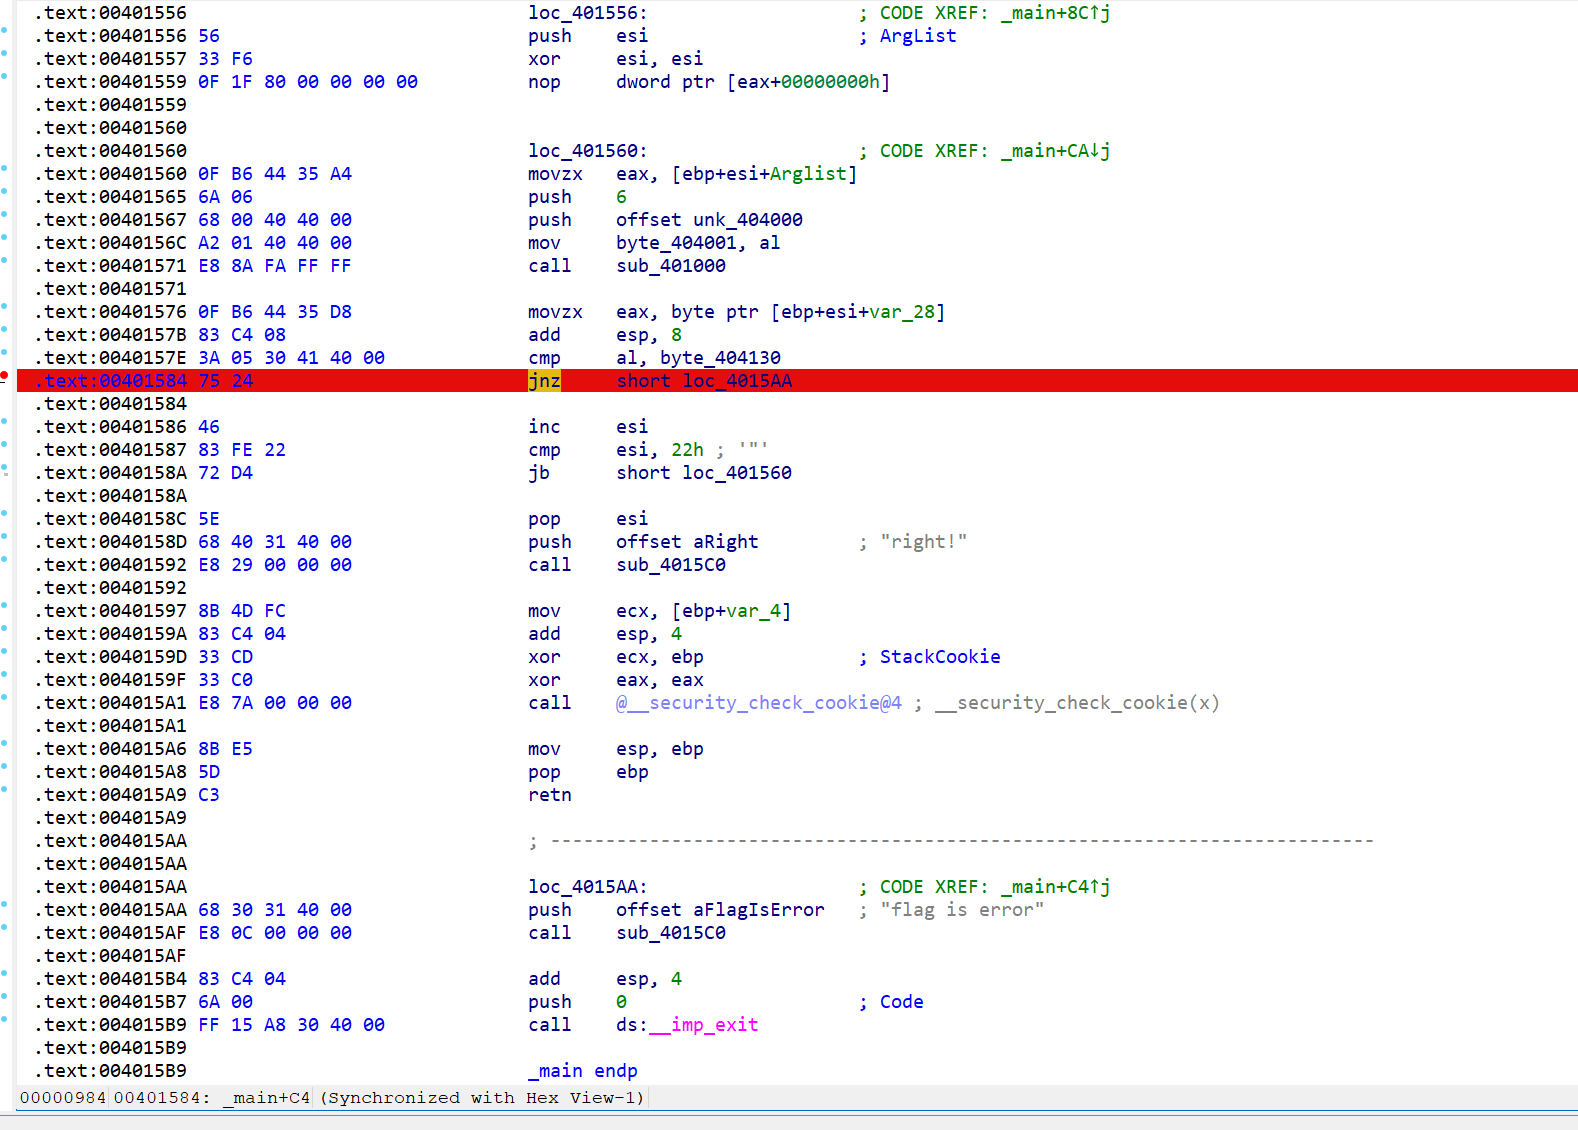 .text:00401556 loc_401556: ; CODE XREF: _main+8C↑j
.text:00401556 56 push esi ; ArgList
.text:00401557 33 F6 xor esi, esi
.text:00401559 0F 1F 80 00 00 00 00 nop dword ptr [eax+00000000h]
.text:00401559
.text:00401560
.text:00401560 loc_401560: ; CODE XREF: _main+CA↓j
.text:00401560 0F B6 44 35 A4 movzx eax, [ebp+esi+Arglist]
.text:00401565 6A 06 push 6
.text:00401567 68 00 40 40 00 push offset unk_404000
.text:0040156C A2 01 40 40 00 mov byte_404001, al
.text:00401571 E8 8A FA FF FF call sub_401000
.text:00401571
.text:00401576 0F B6 44 35 D8 movzx eax, byte ptr [ebp+esi+var_28]
.text:0040157B 83 C4 08 add esp, 8
.text:0040157E 3A 05 30 41 40 00 cmp al, byte_404130
.text:00401584 75 24 jnz short loc_4015AA
.text:00401584
.text:00401586 46 inc esi
.text:00401587 83 FE 22 cmp esi, 22h ; '"'
.text:0040158A 72 D4 jb short loc_401560
.text:0040158A
.text:0040158C 5E pop esi
.text:0040158D 68 40 31 40 00 push offset aRight ; "right!"
.text:00401592 E8 29 00 00 00 call sub_4015C0
.text:00401592
.text:00401597 8B 4D FC mov ecx, [ebp+var_4]
.text:0040159A 83 C4 04 add esp, 4
.text:0040159D 33 CD xor ecx, ebp ; StackCookie
.text:0040159F 33 C0 xor eax, eax
.text:004015A1 E8 7A 00 00 00 call @__security_check_cookie@4 ; __security_check_cookie(x)
.text:004015A1
.text:004015A6 8B E5 mov esp, ebp
.text:004015A8 5D pop ebp
.text:004015A9 C3 retn
.text:004015A9
.text:004015AA ; ---------------------------------------------------------------------------
.text:004015AA
.text:004015AA loc_4015AA: ; CODE XREF: _main+C4↑j
.text:004015AA 68 30 31 40 00 push offset aFlagIsError ; "flag is error"
.text:004015AF E8 0C 00 00 00 call sub_4015C0
.text:004015AF
.text:004015B4 83 C4 04 add esp, 4
.text:004015B7 6A 00 push 0 ; Code
.text:004015B9 FF 15 A8 30 40 00 call ds:__imp_exit
.text:004015B9
.text:004015B9 _main endp
00000984 00401584: _main+C4 (Synchronized with Hex View-1)